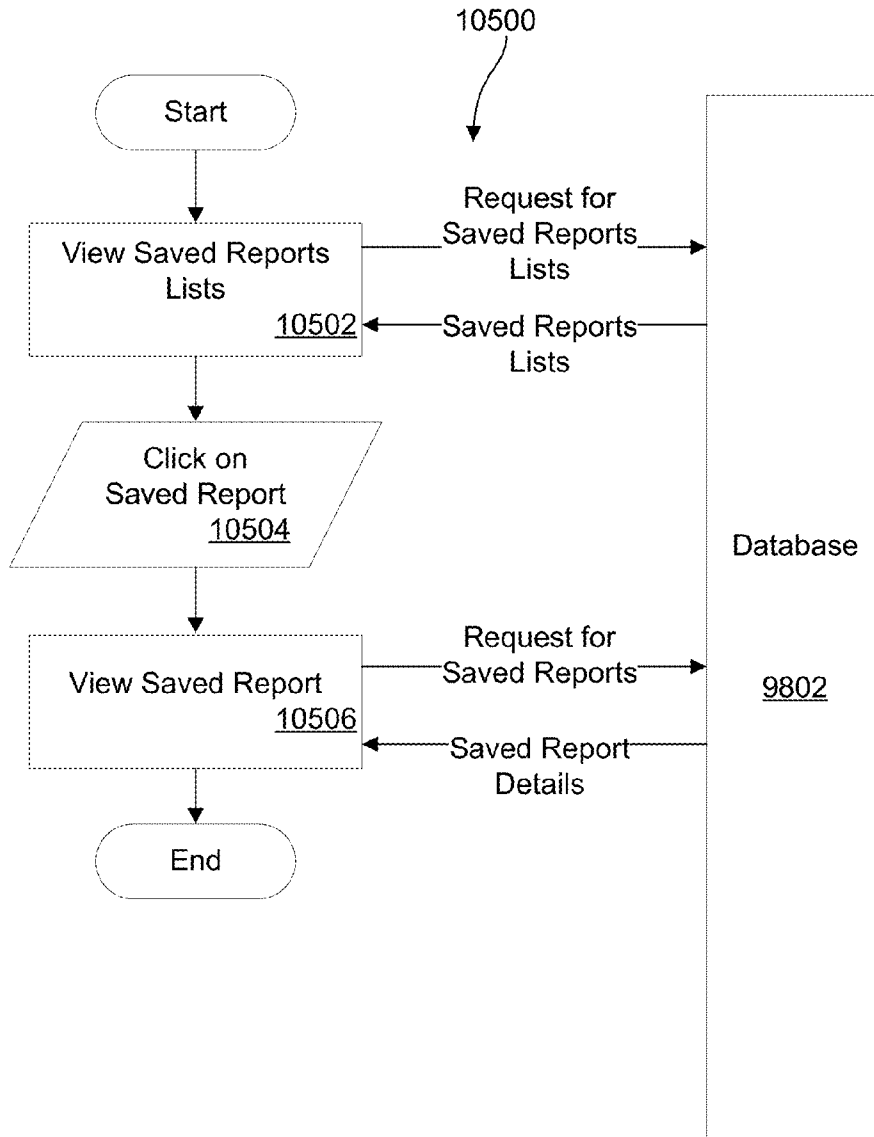 10500
Start
Request for
Saved Reports
Lists
View Saved Reports
Lists
10502
Saved Reports
Lists
Click on
Saved Report
10504
Database
9802
Request for
Saved Reports
View Saved Report
10506
Saved Report
Details
End